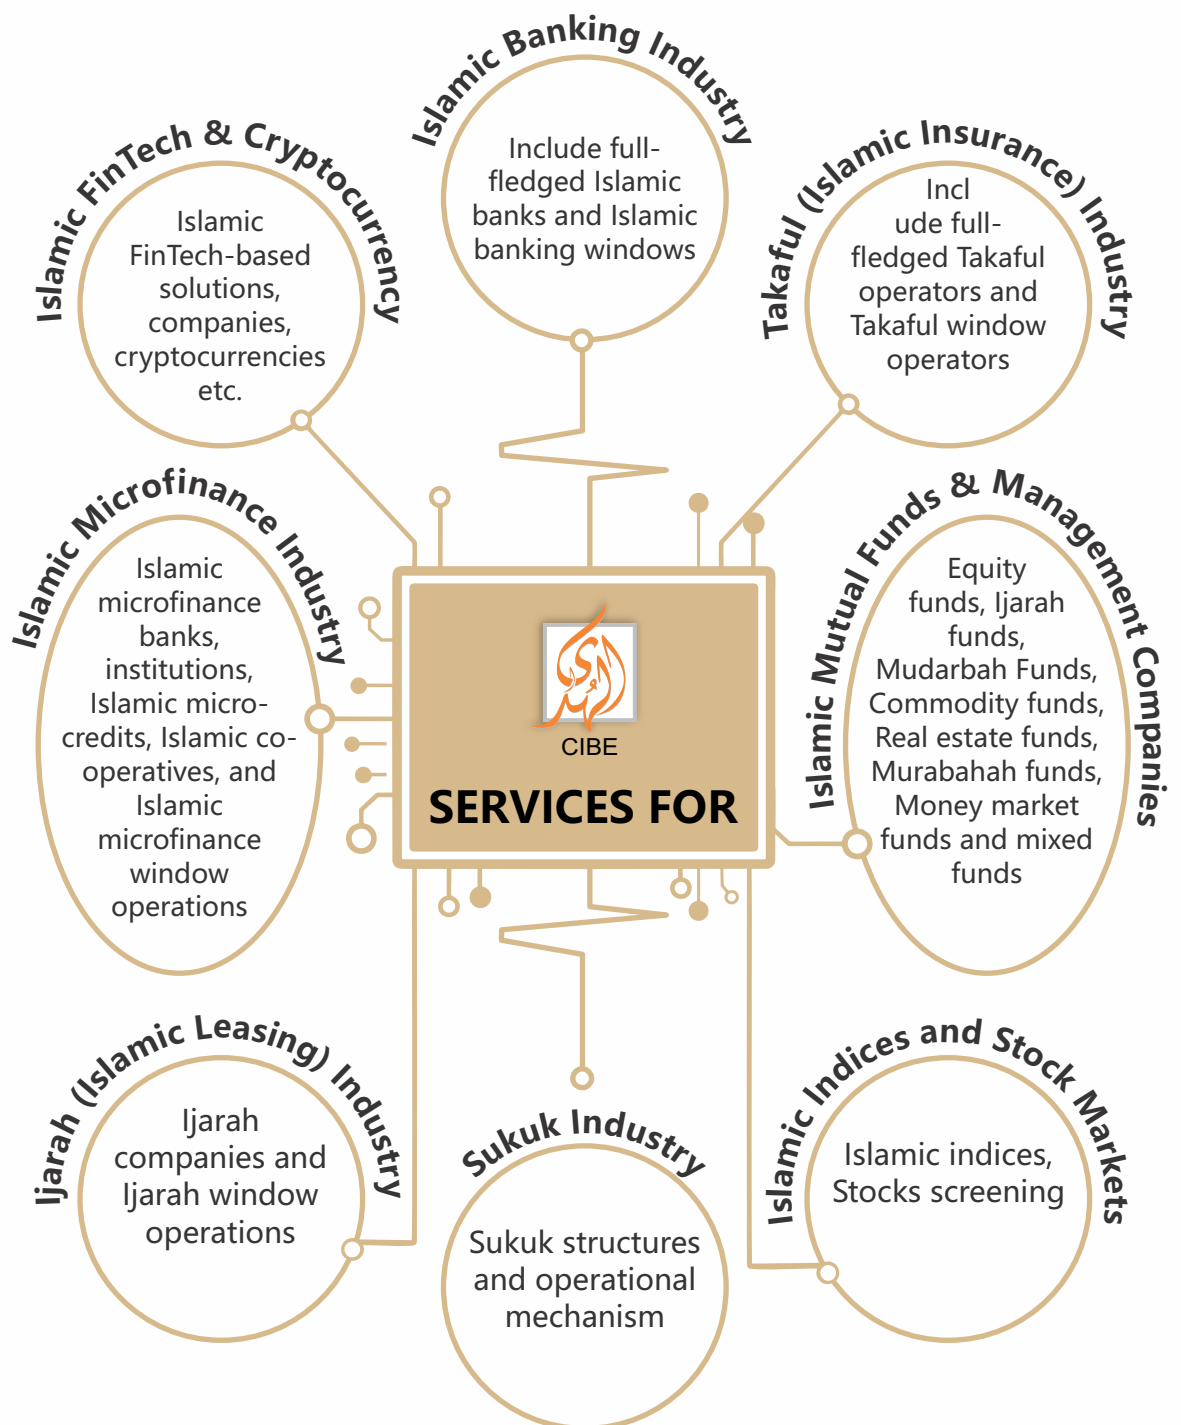 Islamic Banking Industry
Include full-
fledged Islamic
banks and Islamic
banking windows
Islamic FinTech & Cryptocurrency
Islamic
FinTech-based
solutions,
companies,
cryptocurrencies
etc.
Takaful (Islamic Insurance) Industry
Incl
ude full-
fledged Takaful
operators and
Takaful window
operators
Islamic Microfinance Industry
Islamic
microfinance
banks,
institutions,
Islamic micro-
credits, Islamic co-
operatives, and
Islamic
microfinance
window
operations
الهدى
CIBE
SERVICES FOR
Islamic Mutual Funds & Management Companies
Equity
funds, Ijarah
funds,
Mudarbah Funds,
Commodity funds,
Real estate funds,
Murabahah funds,
Money market
funds and mixed
funds
Ijarah (Islamic Leasing) Industry
Ijarah
companies and
Ijarah window
operations
Sukuk Industry
Sukuk structures
and operational
mechanism
Islamic Indices and Stock Markets
Islamic indices,
Stocks screening